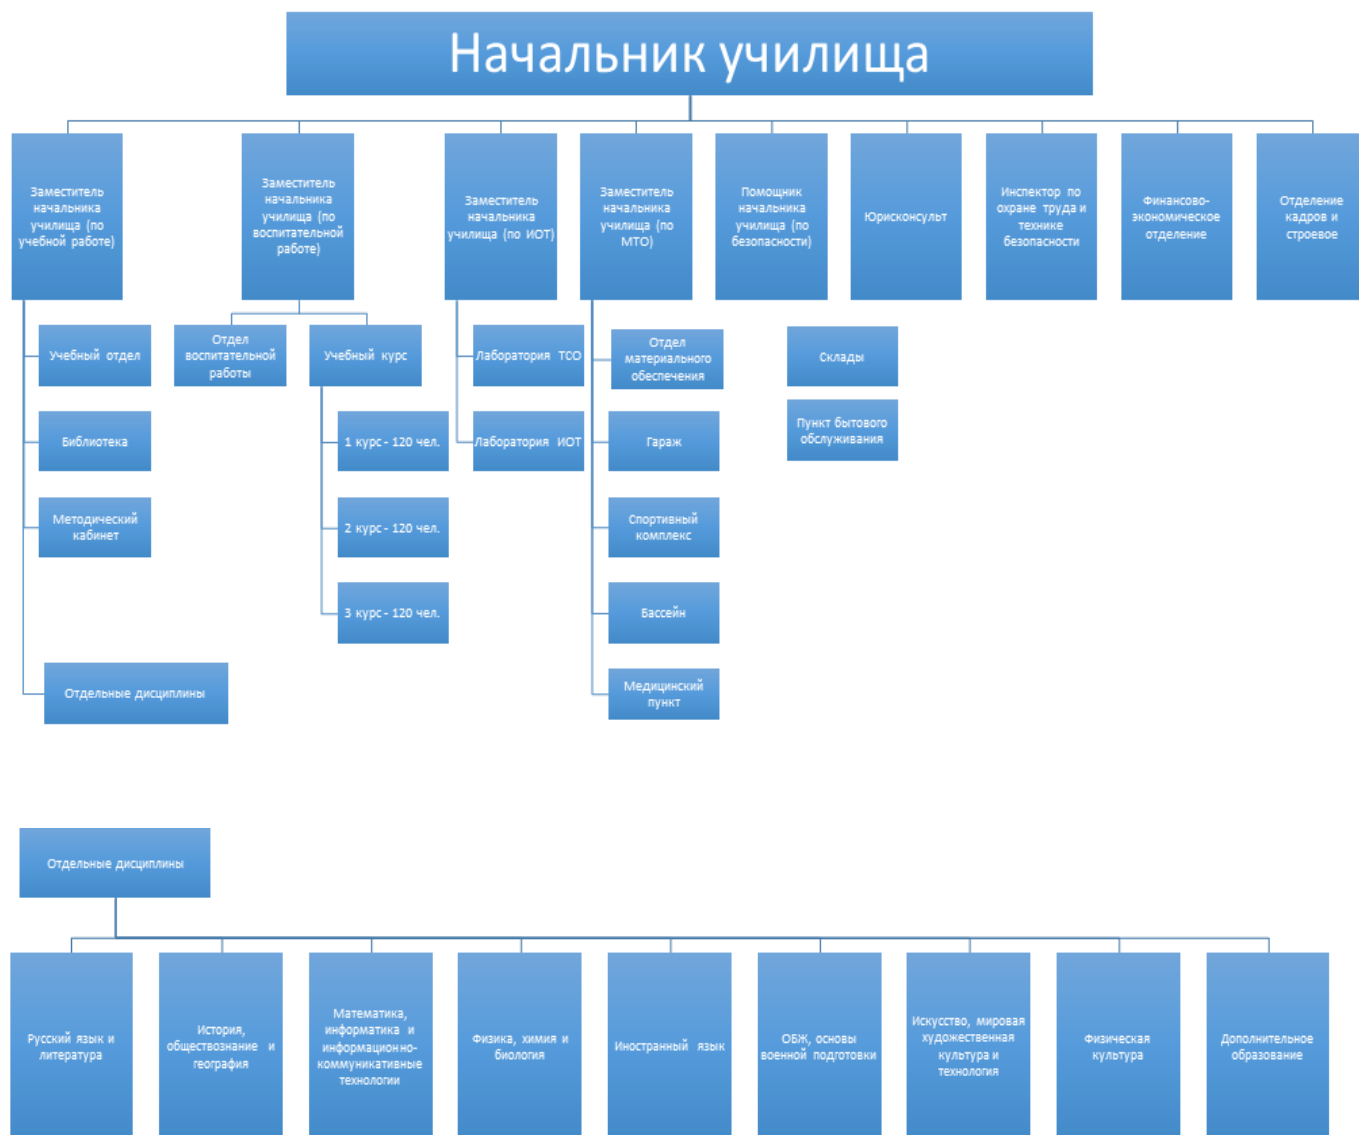 Начальник училища
Заместитель
начальника
училища (по
учебной работе)
Заместитель
начальника
училища (по
воспитательной
работе)
Заместитель
начальника
училища (по ИОТ)
Заместитель
начальника
училища (по
МТО)
Помощник
начальника
училища (по
безопасности)
Юрисконсульт
Инспектор по
охране труда и
технике
безопасности
Финансово-
экономическое
отделение
Отделение
кадров и
строевое
Учебный отдел
Библиотека
Методический
кабинет
Отдельные дисциплины
Отдел
воспитательной
работы
Учебный курс
1 курс - 120 чел.
2 курс - 120 чел.
3 курс - 120 чел.
Лаборатория ТСО
Лаборатория ИОТ
Отдел
материального
обеспечения
Гараж
Спортивный
комплекс
Бассейн
Медицинский
пункт
Склады
Пункт бытового
обслуживания
Отдельные дисциплины
Русский язык и
литература
История,
обществознание и
география
Математика,
информатика и
информационно-
коммуникативные
технологии
Физика, химия и
биология
Иностранный язык
ОБЖ, основы
военной подготовки
Искусство, мировая
художественная
культура и
технология
Физическая
культура
Дополнительное
образование